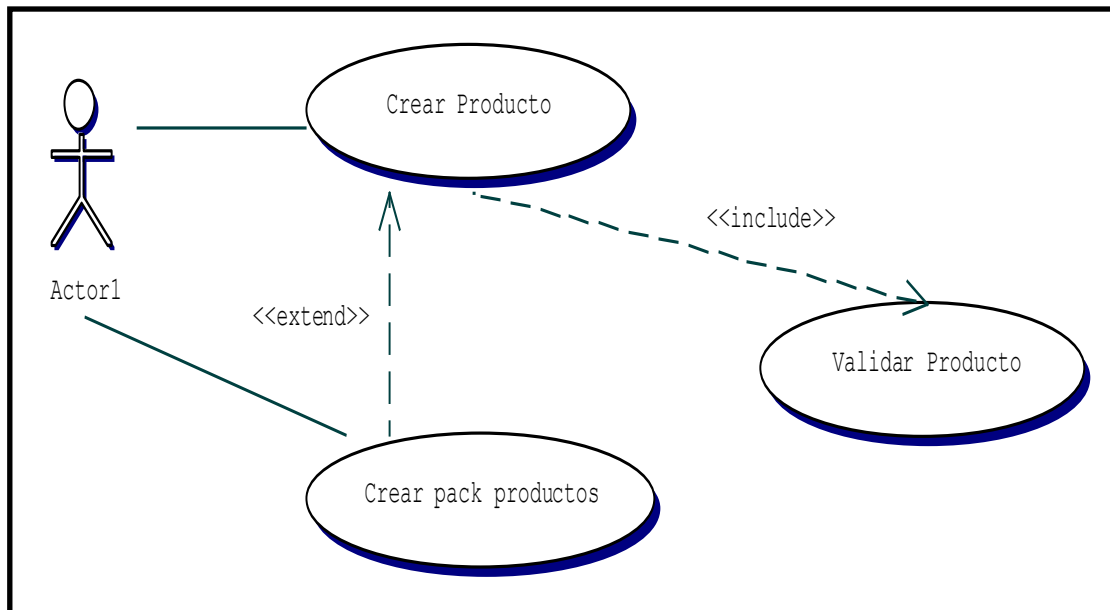 Crear Producto
<<include>>
Actor1
<<extend>>
Validar Producto
Crear pack productos